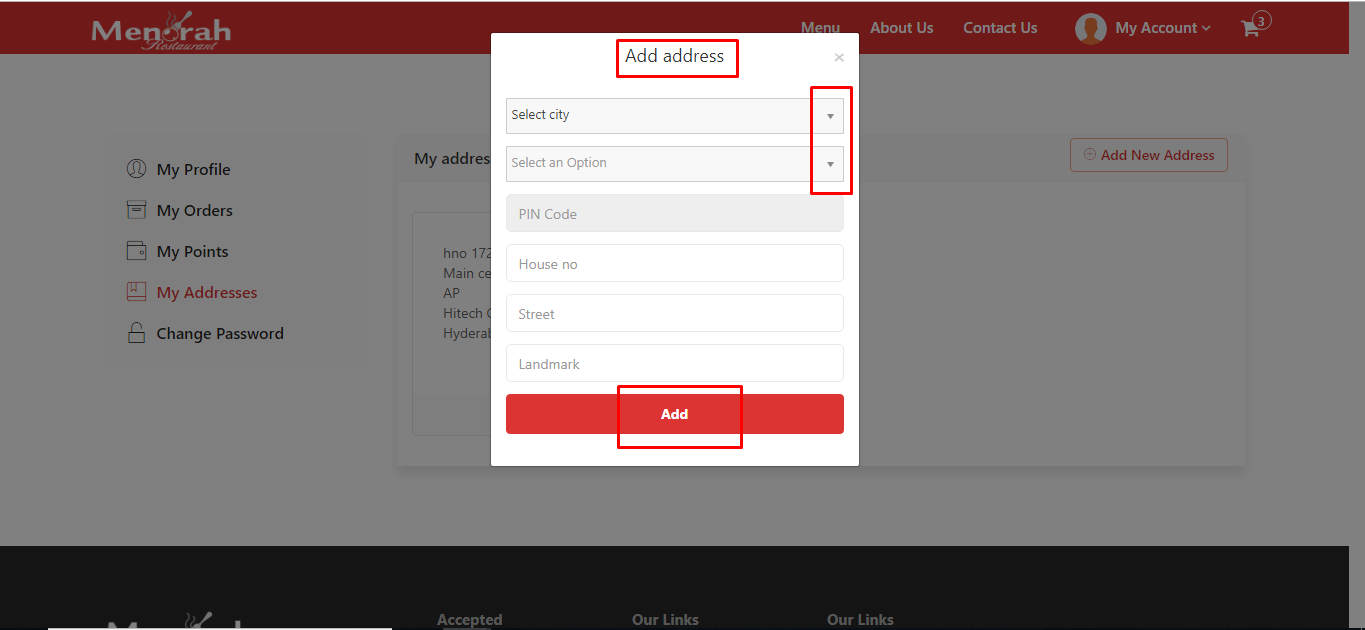 Menorah
Restaurant
Menu
About Us
Contact Us
My Account
3
Add address
×
Select city
Select an Option
PIN Code
House no
Street
Landmark
Add
My Profile
My Orders
My Points
My Addresses
Change Password
My addres
Add New Address
hno 172
Main ce
AP
Hitech
Hyderab
Accepted
Our Links
Our Links